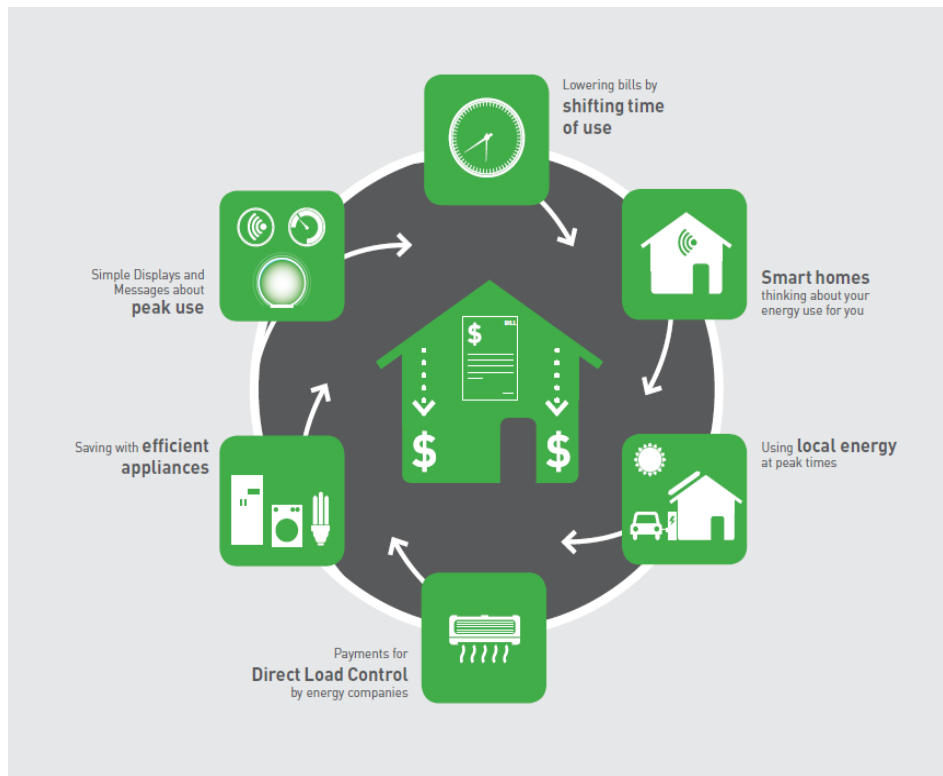 Lowering bills by
shifting time
of use
Smart homes
thinking about your
energy use for you
Using local energy
at peak times
Payments for
Direct Load Control
by energy companies
Saving with efficient
appliances
Simple Displays and
Messages about
peak use
$ BILL
$ $